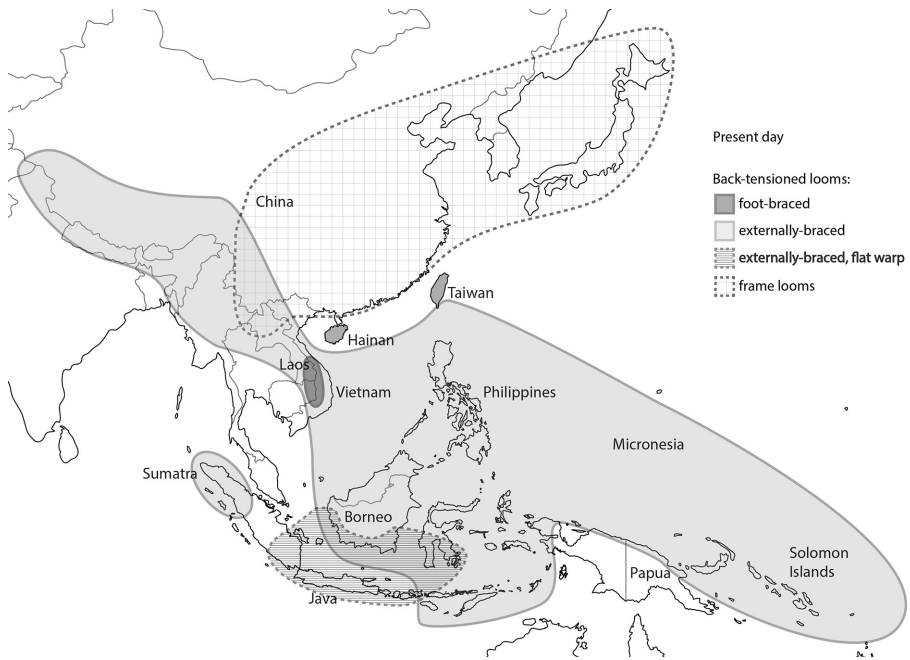 Present day
Back-tensioned looms:
foot-braced
externally-braced
externally-braced, flat warp
frame looms
China
Taiwan
Hainan
Laos
Vietnam
Philippines
Micronesia
Sumatra
Borneo
Solomon
Islands
Papua
Java